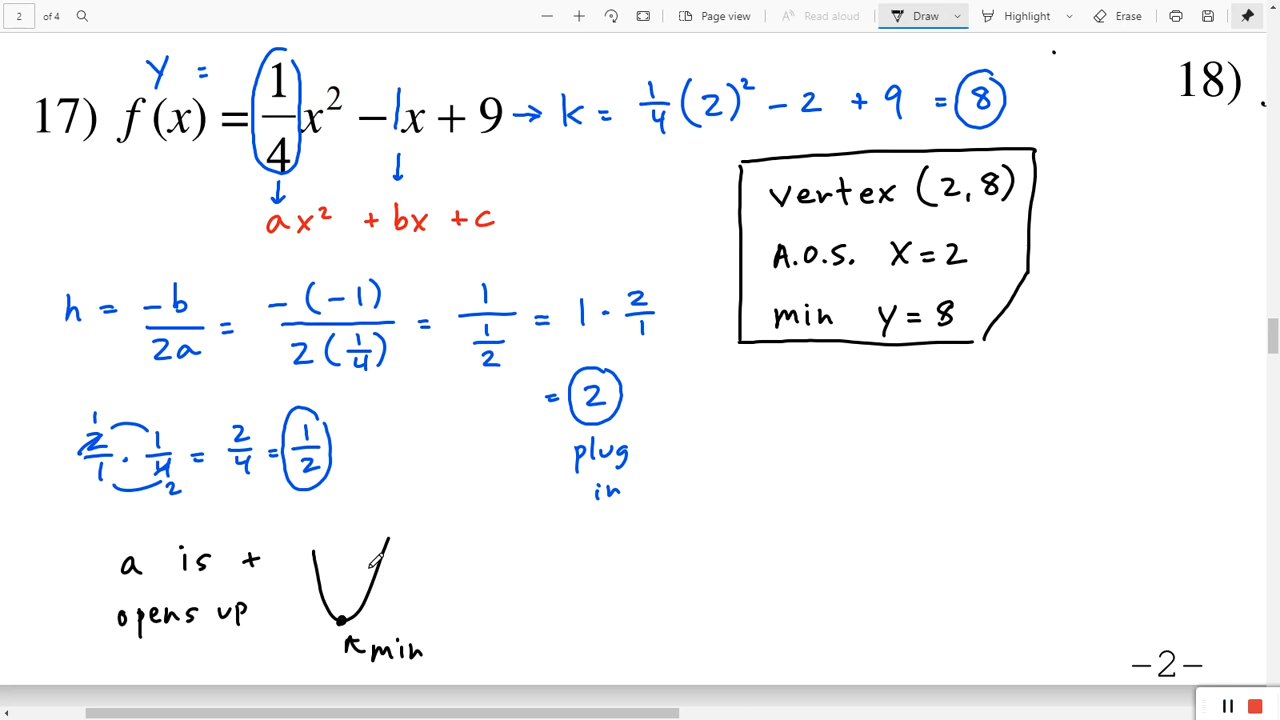 2 of 4 Page view Read aloud Draw Highlight Erase
y =
17) f(x) = 1/4 x² − 1x + 9 → k = 1/4 (2)² − 2 + 9 = 8
18)
ax² + bx + c
vertex (2, 8)
A.O.S. x = 2
min y = 8
h = −b/2a = −(−1)/2(1/4) = 1/(1/2) = 1 · 2/1
= 2
plug
in
1
2/1 · 1/4 = 2/4 = 1/2
2
a is +
opens up
min
-2-